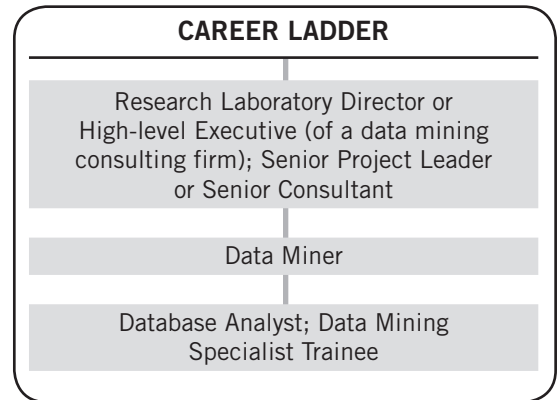 CAREER LADDER
Research Laboratory Director or
High-level Executive (of a data mining
consulting firm); Senior Project Leader
or Senior Consultant
Data Miner
Database Analyst; Data Mining
Specialist Trainee